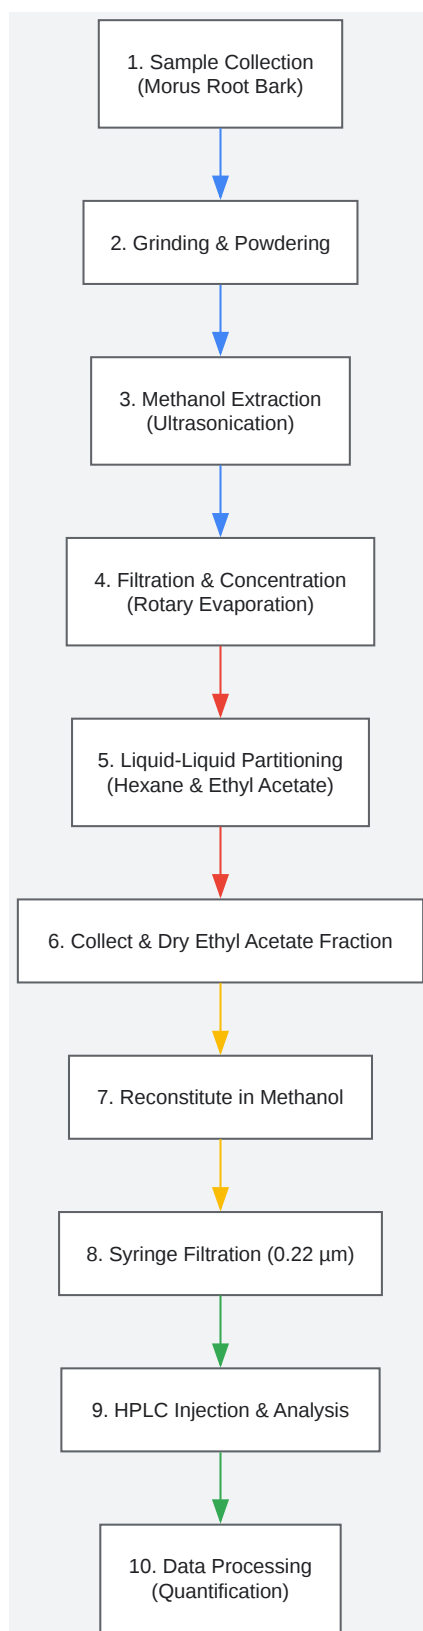 1. Sample Collection
(Morus Root Bark)
2. Grinding & Powdering
3. Methanol Extraction
(Ultrasonication)
4. Filtration & Concentration
(Rotary Evaporation)
5. Liquid-Liquid Partitioning
(Hexane & Ethyl Acetate)
6. Collect & Dry Ethyl Acetate Fraction
7. Reconstitute in Methanol
8. Syringe Filtration (0.22 µm)
9. HPLC Injection & Analysis
10. Data Processing
(Quantification)